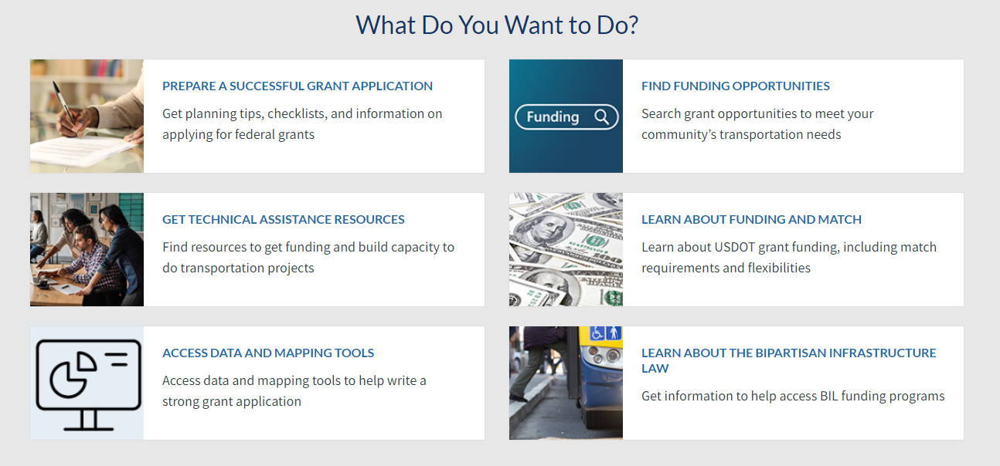 What Do You Want to Do?
PREPARE A SUCCESSFUL GRANT APPLICATION
Get planning tips, checklists, and information on
applying for federal grants
Funding
FIND FUNDING OPPORTUNITIES
Search grant opportunities to meet your
community’s transportation needs
GET TECHNICAL ASSISTANCE RESOURCES
Find resources to get funding and build capacity to
do transportation projects
LEARN ABOUT FUNDING AND MATCH
Learn about USDOT grant funding, including match
requirements and flexibilities
ACCESS DATA AND MAPPING TOOLS
Access data and mapping tools to help write a
strong grant application
LEARN ABOUT THE BIPARTISAN INFRASTRUCTURE
LAW
Get information to help access BIL funding programs